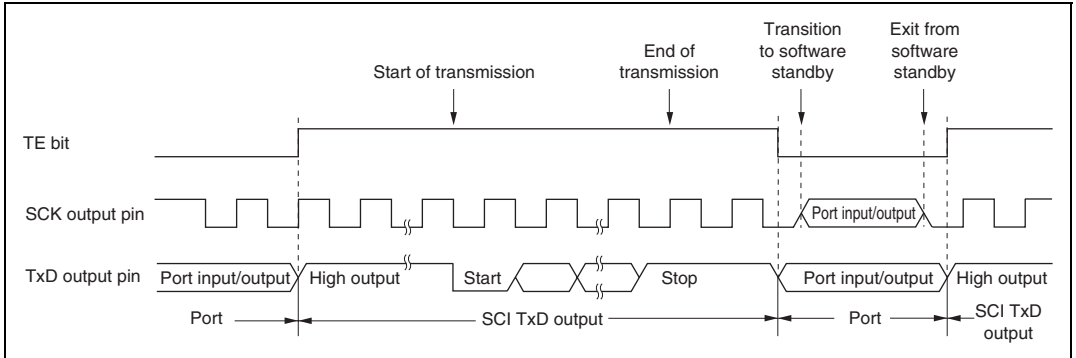 Transition
to software
standby
Exit from
software
standby
End of
transmission
Start of transmission
TE bit
SCK output pin
Port input/output
TxD output pin
Port input/output
High output
Start
Stop
Port input/output
High output
Port
SCI TxD output
Port
SCI TxD
output